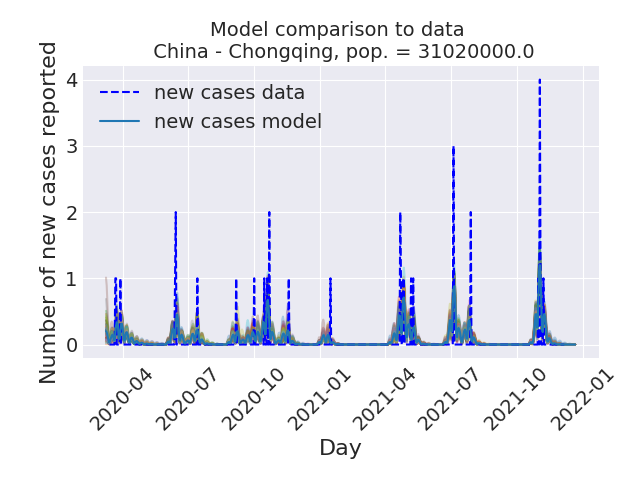 Model comparison to data
China - Chongqing, pop. = 31020000.0
Number of new cases reported
4
3
2
1
0
new cases data
new cases model
2020-04
2020-07
2020-10
2021-01
2021-04
2021-07
2021-10
2022-01
Day